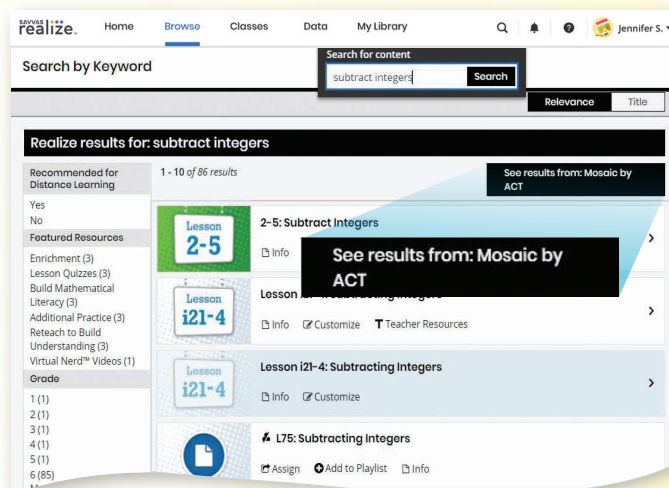 SAVVAS
realize.
Home
Browse
Classes
Data
My Library
Jennifer S.
Search by Keyword
Search for content
subtract integers
Search
Relevance
Title
Realize results for: subtract integers
Recommended for
Distance Learning
Yes
No
Featured Resources
Enrichment (3)
Lesson Quizzes (3)
Build Mathematical
Literacy (3)
Additional Practice (3)
Reteach to Build
Understanding (3)
Virtual Nerd™ Videos (1)
Grade
1 (1)
2 (1)
3 (1)
4 (1)
5 (1)
6 (85)
1 - 10 of 86 results
See results from: Mosaic by
ACT
Lesson
2-5
2-5: Subtract Integers
Info
See results from: Mosaic by
ACT
Lesson
i21-4
Lesson
Info Customize T Teacher Resources
Lesson
i21-4
Lesson i21-4: Subtracting Integers
Info Customize
L75: Subtracting Integers
Assign Add to Playlist Info